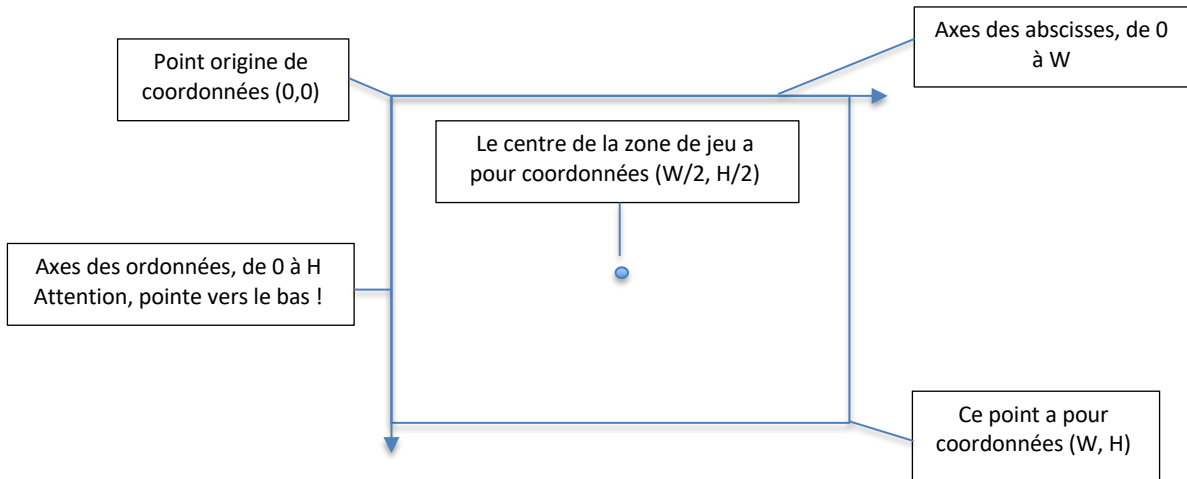 Point origine de
coordonnées (0,0)
Axes des abscisses, de 0
à W
Le centre de la zone de jeu a
pour coordonnées (W/2, H/2)
Axes des ordonnées, de 0 à H
Attention, pointe vers le bas !
Ce point a pour
coordonnées (W, H)